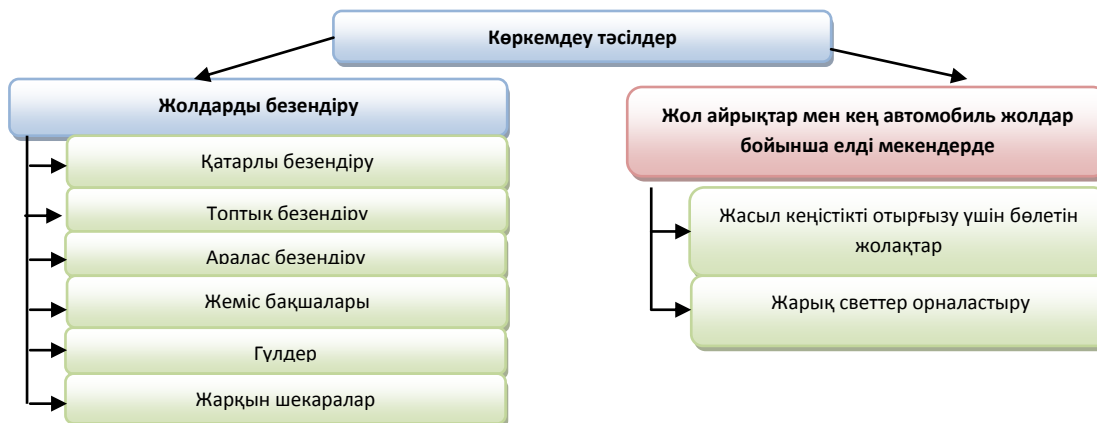 Көркемдеу тәсілдер
Жолдарды безендіру
Қатарлы безендіру
Топтық безендіру
Аралас безендіру
Жеміс бақшалары
Гүлдер
Жарқын шекаралар
Жол айрықтар мен кең автомобиль жолдар
бойынша елді мекендерде
Жасыл кеңістікті отырғызу үшін бөлетін
жолақтар
Жарық светтер орналастыру